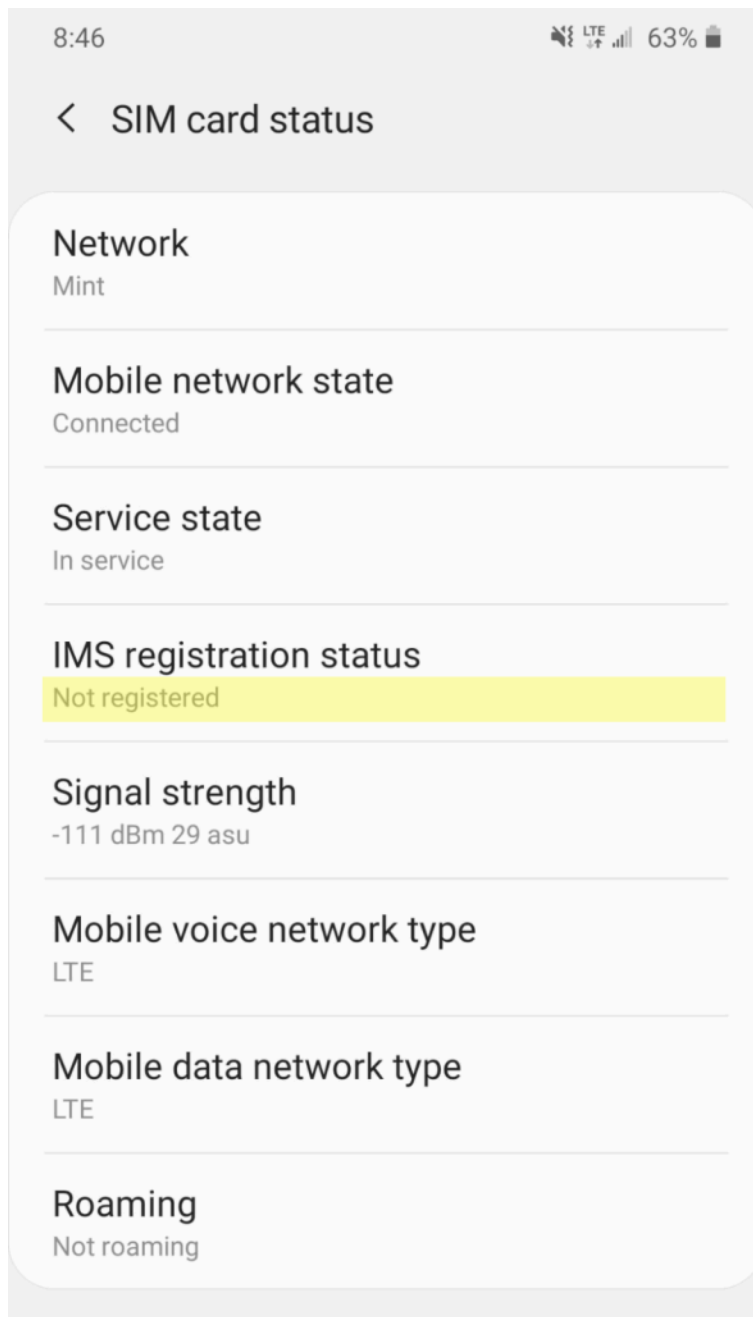 8:46 LTE 63%
SIM card status
Network
Mint
Mobile network state
Connected
Service state
In service
IMS registration status
Not registered
Signal strength
-111 dBm 29 asu
Mobile voice network type
LTE
Mobile data network type
LTE
Roaming
Not roaming